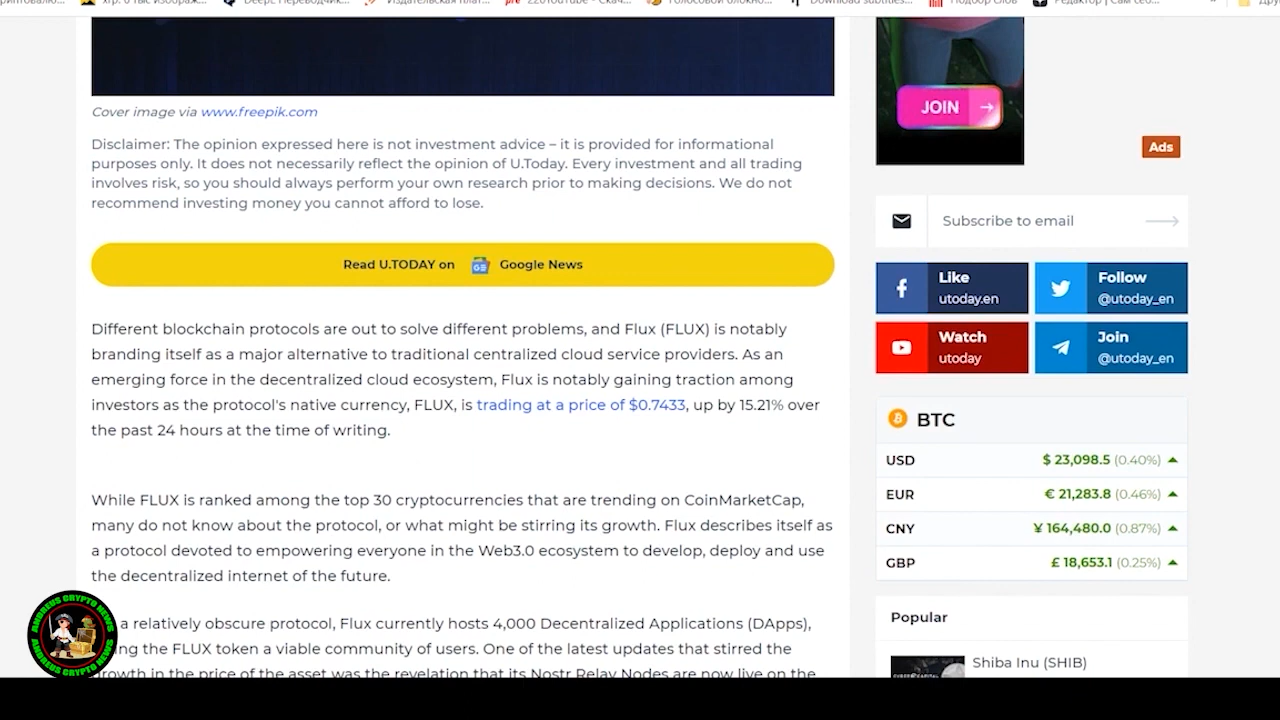 Cover image via www.freepik.com
Disclaimer: The opinion expressed here is not investment advice – it is provided for informational
purposes only. It does not necessarily reflect the opinion of U.Today. Every investment and all trading
involves risk, so you should always perform your own research prior to making decisions. We do not
recommend investing money you cannot afford to lose.
Read U.TODAY on Google News
Different blockchain protocols are out to solve different problems, and Flux (FLUX) is notably
branding itself as a major alternative to traditional centralized cloud service providers. As an
emerging force in the decentralized cloud ecosystem, Flux is notably gaining traction among
investors as the protocol's native currency, FLUX, is trading at a price of $0.7433, up by 15.21% over
the past 24 hours at the time of writing.
While FLUX is ranked among the top 30 cryptocurrencies that are trending on CoinMarketCap,
many do not know about the protocol, or what might be stirring its growth. Flux describes itself as
a protocol devoted to empowering everyone in the Web3.0 ecosystem to develop, deploy and use
the decentralized internet of the future.
a relatively obscure protocol, Flux currently hosts 4,000 Decentralized Applications (DApps),
the FLUX token a viable community of users. One of the latest updates that stirred the
growth in the price of the asset was the revelation that its Nostr Relay Nodes are now live on the
JOIN
Ads
Subscribe to email
Like
utoday.en
Follow
@utoday_en
Watch
utoday
Join
@utoday_en
BTC
USD $ 23,098.5 (0.40%)
EUR € 21,283.8 (0.46%)
CNY ¥ 164,480.0 (0.87%)
GBP £ 18,653.1 (0.25%)
Popular
Shiba Inu (SHIB)
ANDREUS CRYPTO NEWS
ANDREUS CRYPTO NEWS